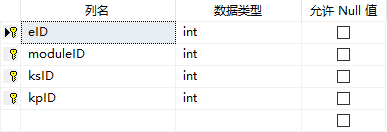 列名 数据类型 允许 Null 值
eID int
moduleID int
ksID int
kpID int